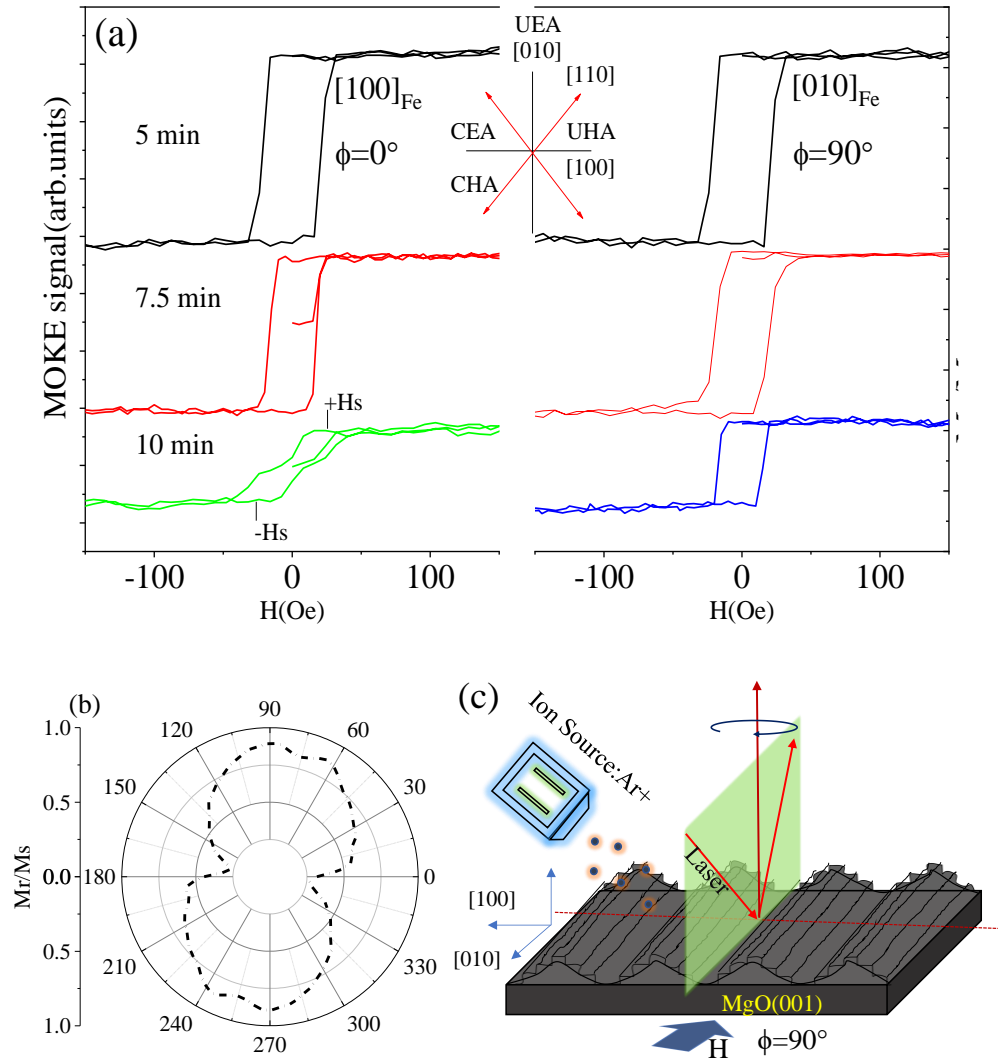 (a)
UEA
[010]
[110]
[100]Fe
[010]Fe
5 min
CEA
UHA
ϕ=0°
ϕ=90°
[100]
CHA
MOKE signal(arb.units)
7.5 min
+Hs
10 min
-Hs
-100
0
100
-100
0
100
H(Oe)
H(Oe)
(b)
1.0
0.5
0.0
0.5
1.0
Mr/Ms
90
120
60
150
30
180
0
210
330
240
300
270
(c)
Ion Source:Ar+
Laser
[100]
[010]
MgO(001)
H
ϕ=90°